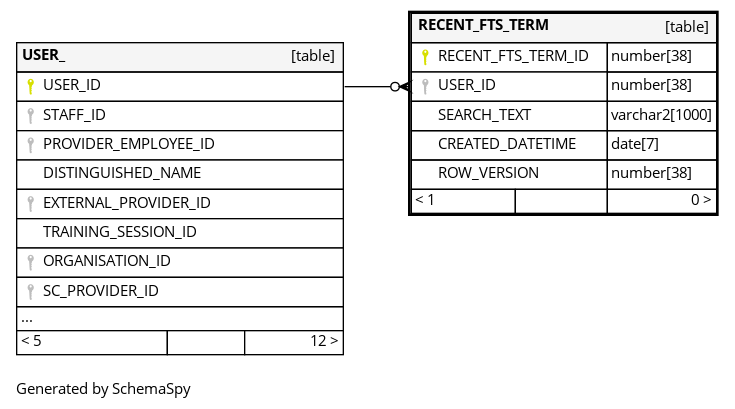 USER_ [table]
USER_ID
STAFF_ID
PROVIDER_EMPLOYEE_ID
DISTINGUISHED_NAME
EXTERNAL_PROVIDER_ID
TRAINING_SESSION_ID
ORGANISATION_ID
SC_PROVIDER_ID
...
< 5 12 >
RECENT_FTS_TERM [table]
RECENT_FTS_TERM_ID number[38]
USER_ID number[38]
SEARCH_TEXT varchar2[1000]
CREATED_DATETIME date[7]
ROW_VERSION number[38]
< 1 0 >
Generated by SchemaSpy